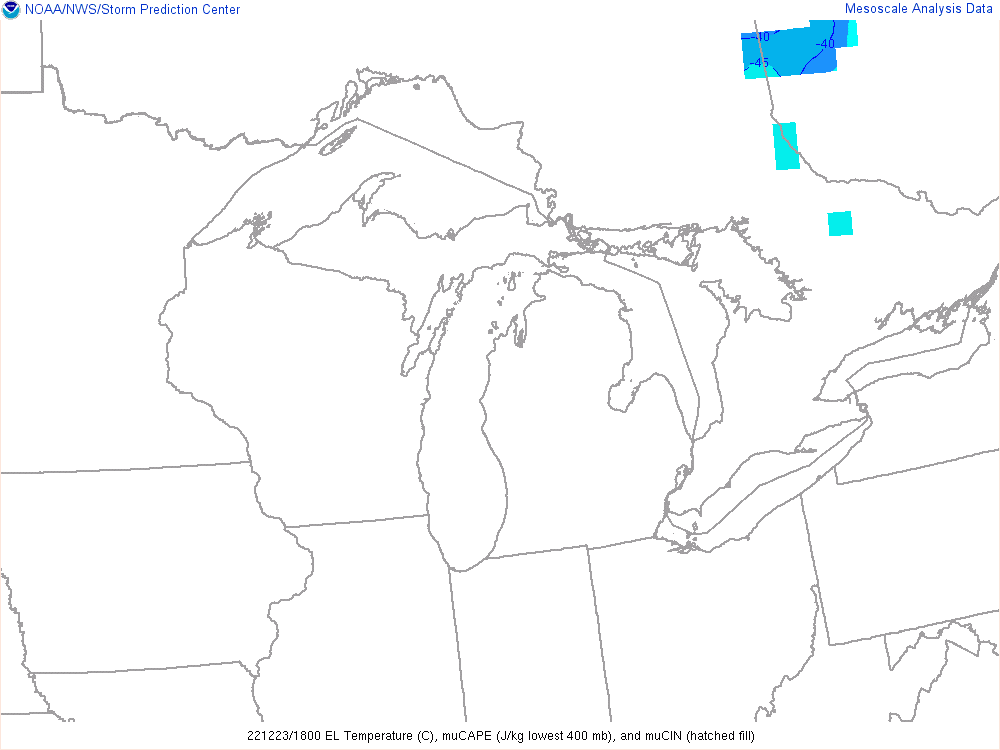 NOAA/NWS/Storm Prediction Center
Mesoscale Analysis Data
-40
-40
-45
221223/1800 EL Temperature (C), muCAPE (J/kg lowest 400 mb), and muCIN (hatched fill)